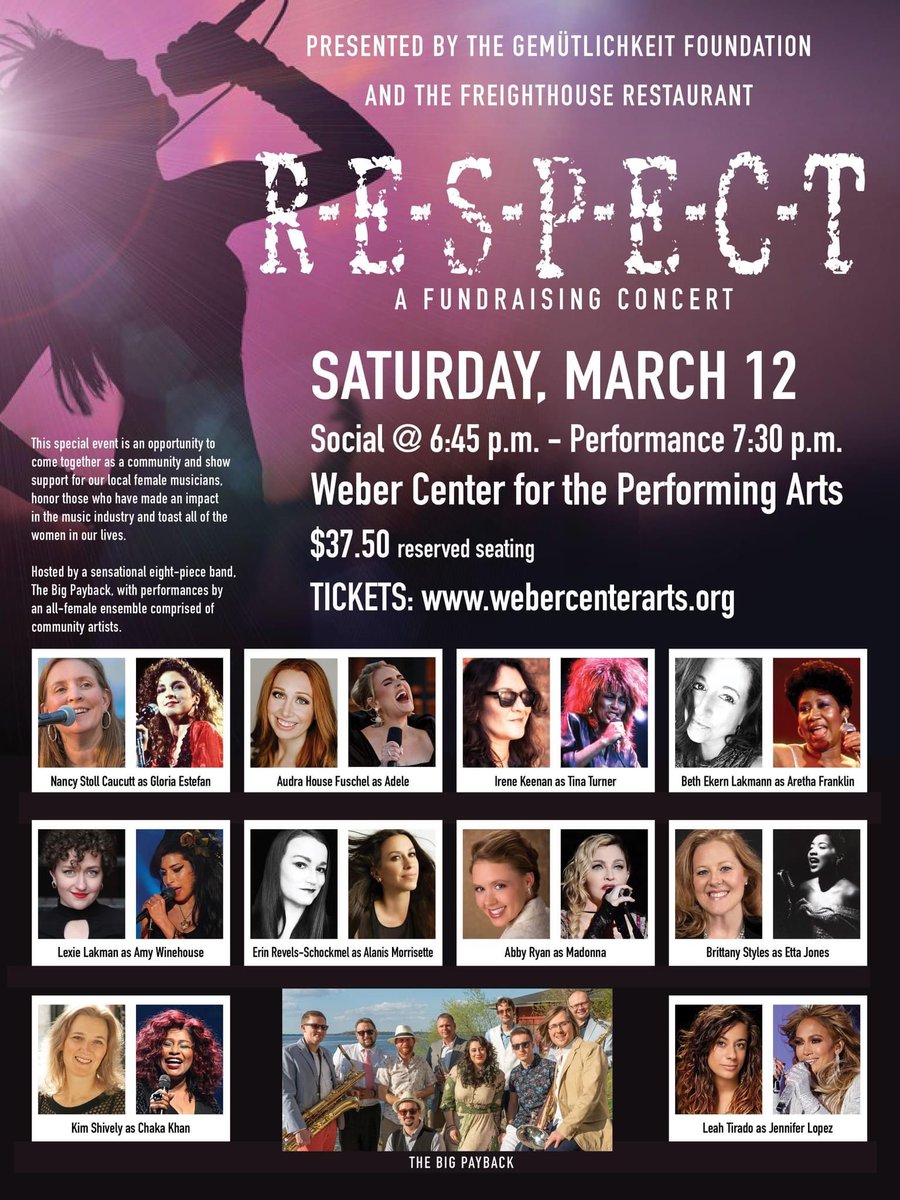 PRESENTED BY THE GEMÜTLICHKEIT FOUNDATION
AND THE FREIGHTHOUSE RESTAURANT
R-E-S-P-E-C-T
A FUNDRAISING CONCERT
SATURDAY, MARCH 12
Social @ 6:45 p.m. - Performance 7:30 p.m.
Weber Center for the Performing Arts
$37.50 reserved seating
TICKETS: www.webercenterarts.org
This special event is an opportunity to
come together as a community and show
support for our local female musicians,
honor those who have made an impact
in the music industry and toast all of the
women in our lives.
Hosted by a sensational eight-piece band,
The Big Payback, with performances by
an all-female ensemble comprised of
community artists.
Nancy Stoll Caucutt as Gloria Estefan
Audra House Fuschel as Adele
Irene Keenan as Tina Turner
Beth Ekern Lakmann as Aretha Franklin
Lexie Lakman as Amy Winehouse
Erin Revels-Schockmel as Alanis Morrisette
Abby Ryan as Madonna
Brittany Styles as Etta Jones
Kim Shively as Chaka Khan
Leah Tirado as Jennifer Lopez
THE BIG PAYBACK